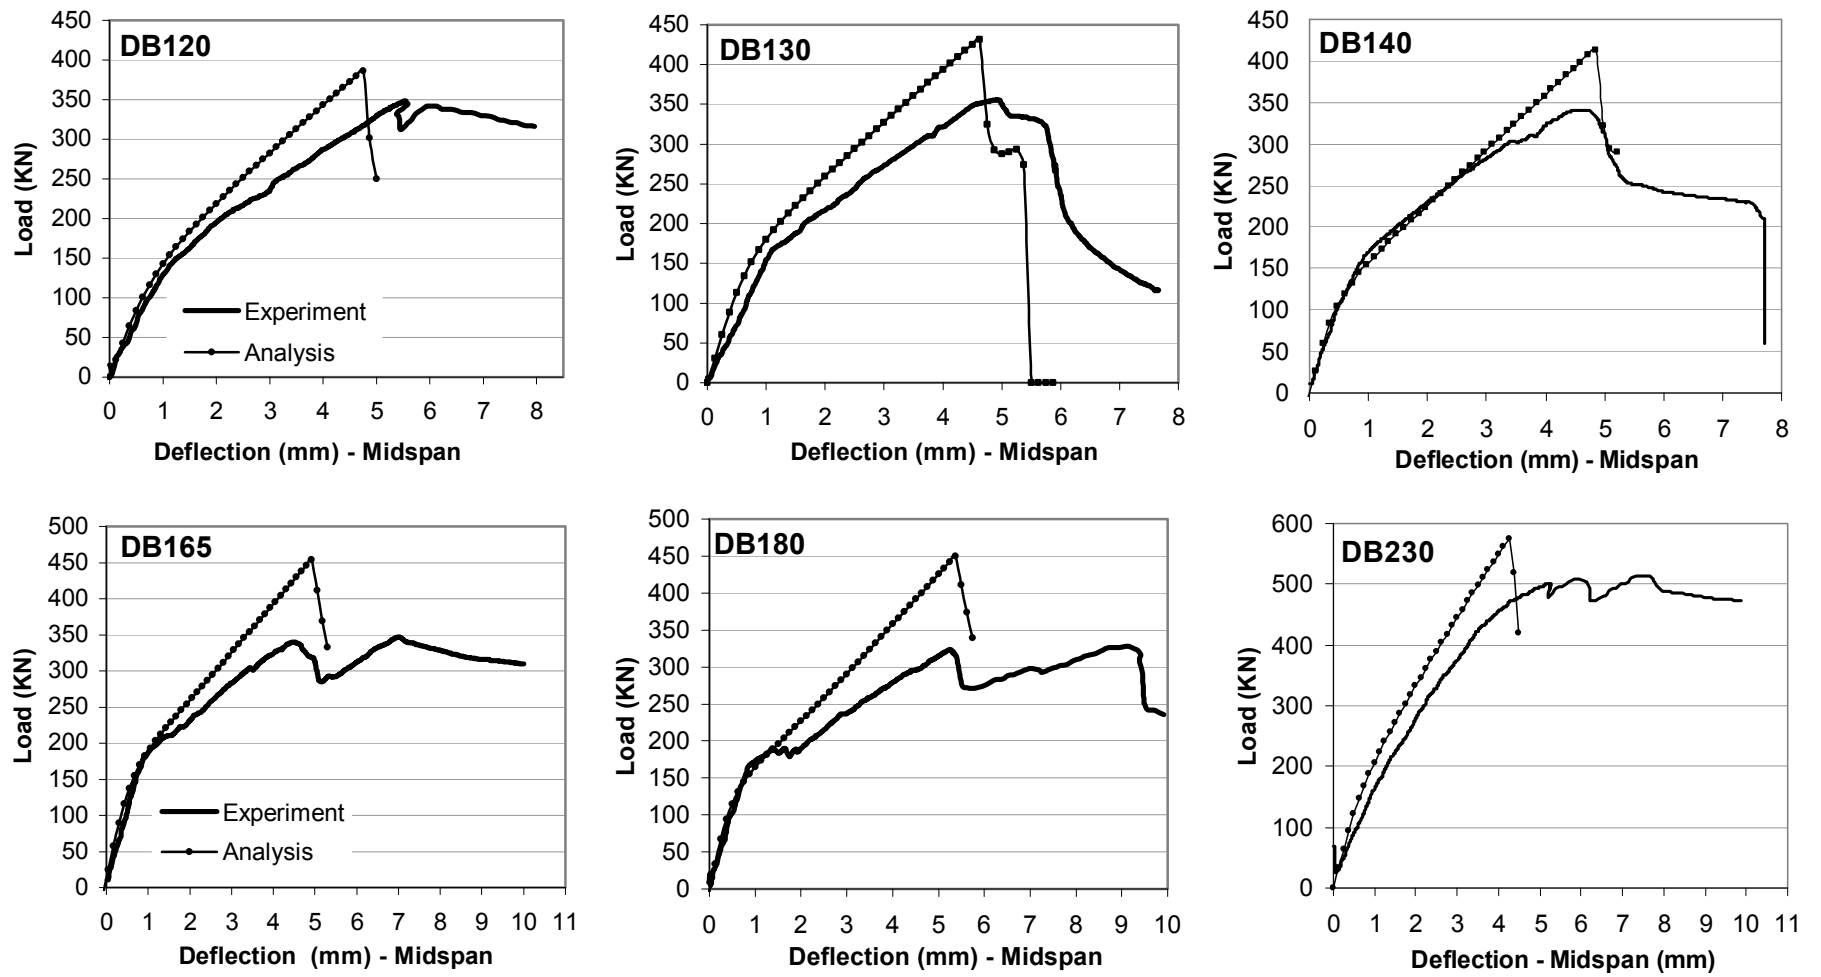 DB120
Load (KN)
450
400
350
300
250
200
150
100
50
0
Experiment
Analysis
0 1 2 3 4 5 6 7 8
Deflection (mm) - Midspan
DB130
Load (KN)
450
400
350
300
250
200
150
100
50
0
0 1 2 3 4 5 6 7 8
Deflection (mm) - Midspan
DB140
Load (KN)
450
400
350
300
250
200
150
100
50
0
0 1 2 3 4 5 6 7 8
Deflection (mm) - Midspan
DB165
Load (KN)
500
450
400
350
300
250
200
150
100
50
0
Experiment
Analysis
0 1 2 3 4 5 6 7 8 9 10 11
Deflection (mm) - Midspan
DB180
Load (KN)
500
450
400
350
300
250
200
150
100
50
0
0 1 2 3 4 5 6 7 8 9 10
Deflection (mm) - Midspan
DB230
Load (KN)
600
500
400
300
200
100
0
0 1 2 3 4 5 6 7 8 9 10 11
Deflection - Midspan (mm)